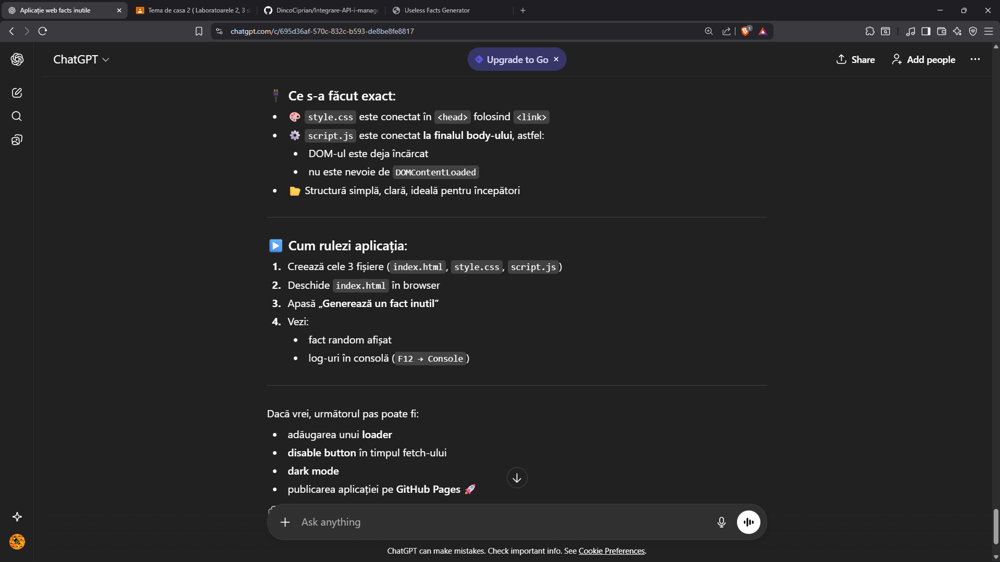 Aplicație web facts inutile
Tema de casa 2 ( Laboratoarele 2, 3 si
DincoCiprian/Integrare-API-i-manage
Useless Facts Generator
chatgpt.com/c/695d36af-570c-832c-b593-de8be8fe8817
1
ChatGPT
Upgrade to Go
Share
Add people
Ce s-a făcut exact:
style.css este conectat în <head> folosind <link>
script.js este conectat la finalul body-ului, astfel:
DOM-ul este deja încărcat
nu este nevoie de DOMContentLoaded
Structură simplă, clară, ideală pentru începători
Cum rulezi aplicația:
1. Creează cele 3 fișiere (index.html, style.css, script.js)
2. Deschide index.html în browser
3. Apasă „Generează un fact inutil”
4. Vezi:
fact random afișat
log-uri în consolă (F12 → Console)
Dacă vrei, următorul pas poate fi:
adăugarea unui loader
disable button în timpul fetch-ului
dark mode
publicarea aplicației pe GitHub Pages 🚀
Ask anything
ChatGPT can make mistakes. Check important info. See Cookie Preferences.